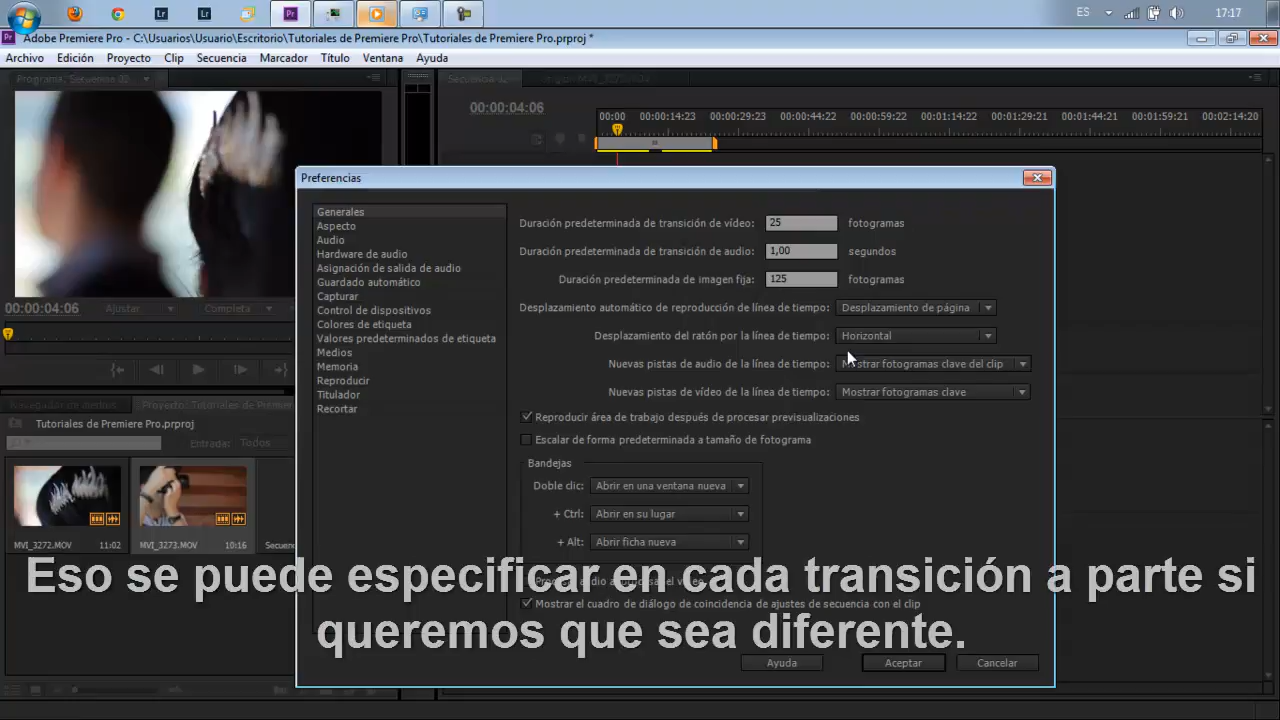 ES
17:17
Adobe Premiere Pro - C:\Usuarios\Usuario\Escritorio\Tutoriales de Premiere Pro\Tutoriales de Premiere Pro.prproj *
Archivo Edición Proyecto Clip Secuencia Marcador Título Ventana Ayuda
00:00:04:06
00:00 00:00:14:23 00:00:29:23 00:00:44:22 00:00:59:22 00:01:14:22 00:01:29:21 00:01:44:21 00:01:59:21 00:02:14:20
Preferencias
Generales
Aspecto
Audio
Hardware de audio
Asignación de salida de audio
Guardado automático
Capturar
Control de dispositivos
Colores de etiqueta
Valores predeterminados de etiqueta
Medios
Memoria
Reproducir
Titulador
Recortar
Duración predeterminada de transición de vídeo: 25 fotogramas
Duración predeterminada de transición de audio: 1,00 segundos
Duración predeterminada de imagen fija: 125 fotogramas
Desplazamiento automático de reproducción de línea de tiempo: Desplazamiento de página
Desplazamiento del ratón por la línea de tiempo: Horizontal
Nuevas pistas de audio de la línea de tiempo: Mostrar fotogramas clave del clip
Nuevas pistas de vídeo de la línea de tiempo: Mostrar fotogramas clave
Reproducir área de trabajo después de procesar previsualizaciones
Escalar de forma predeterminada a tamaño de fotograma
Bandejas
Doble clic: Abrir en una ventana nueva
+ Ctrl: Abrir en su lugar
+ Alt: Abrir ficha nueva
Mostrar el cuadro de diálogo de coincidencia de ajustes de secuencia con el clip
Ayuda Aceptar Cancelar
00:00:04:06 Ajustar Completa
Tutoriales de Premiere Pro.prproj
Entrada: Todos
MVI_3272.MOV 11:02 MVI_3273.MOV 10:16
Eso se puede especificar en cada transición a parte si
queremos que sea diferente.